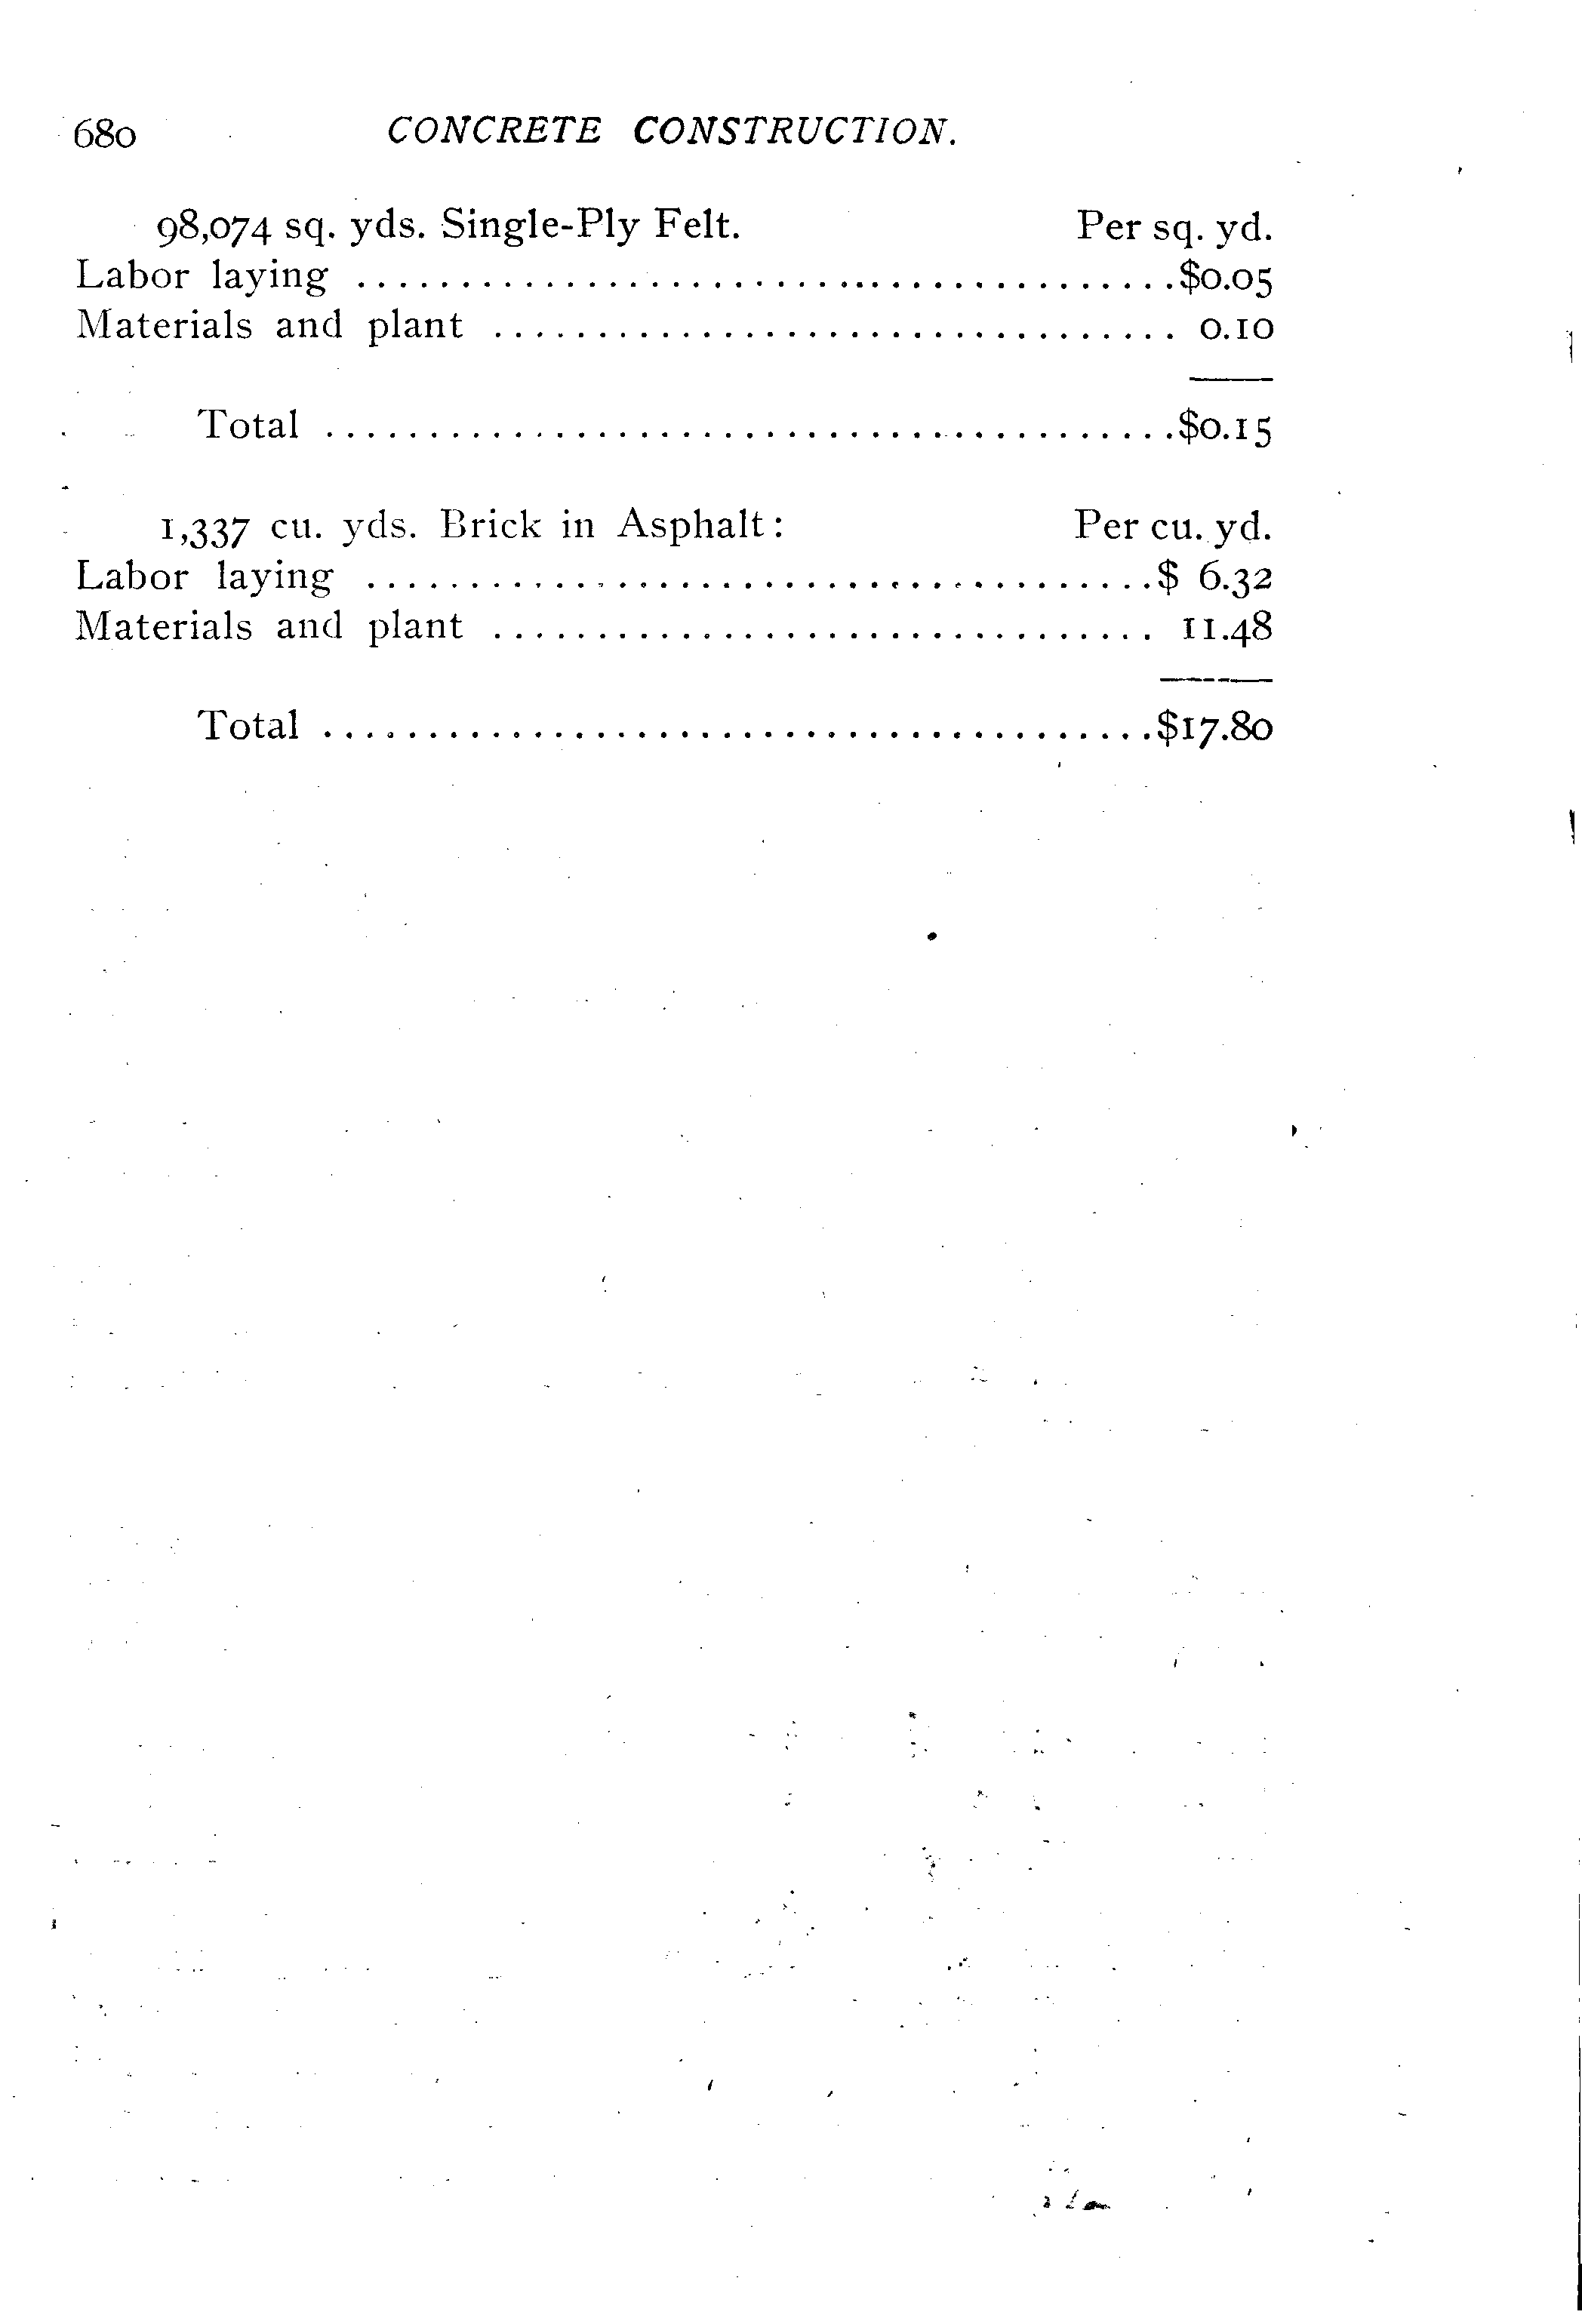 680 CONCRETE CONSTRUCTION.
98,074 sq. yds. Single-Ply Felt. Per sq. yd.
Labor laying ........................................$0.05
Materials and plant ................................. 0.10
Total .........................................$0.15
1,337 cu. yds. Brick in Asphalt: Per cu. yd.
Labor laying ......................................$ 6.32
Materials and plant ................................ 11.48
Total ........................................$17.80